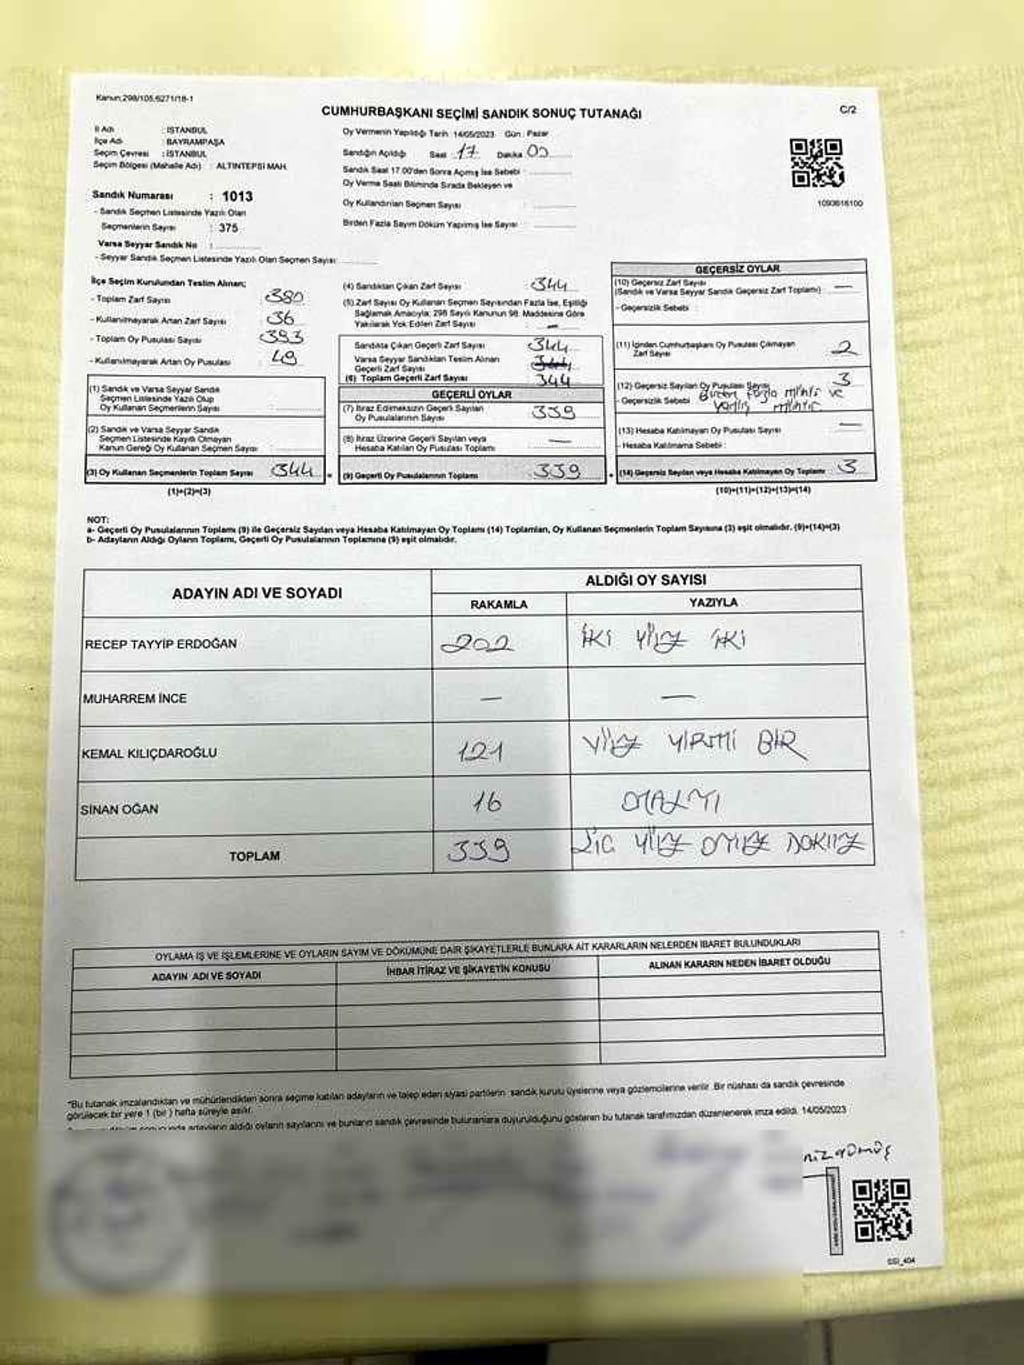 Kanun:298/105,6271/18-1
CUMHURBAŞKANI SEÇİMİ SANDIK SONUÇ TUTANAĞI
C/2
İl Adı : İSTANBUL
İlçe Adı : BAYRAMPAŞA
Seçim Çevresi : İSTANBUL
Seçim Bölgesi (Mahalle Adı) : ALTINTEPSİ MAH.
Oy Vermenin Yapıldığı Tarih: 14/05/2023 Gün : Pazar
Sandığın Açıldığı Saat 17 Dakika 00
Sandık Saat 17.00'den Sonra Açılmış İse Sebebi :
Oy Verme Saati Bitiminde Sırada Bekleyen ve
Oy Kullandırılan Seçmen Sayısı :
Birden Fazla Sayım Döküm Yapılmış İse Sayısı :
1090616100
Sandık Numarası : 1013
- Sandık Seçmen Listesinde Yazılı Olan
Seçmenlerin Sayısı : 375
Varsa Seyyar Sandık No :
- Seyyar Sandık Seçmen Listesinde Yazılı Olan Seçmen Sayısı:
İlçe Seçim Kurulundan Teslim Alınan;
- Toplam Zarf Sayısı : 380
- Kullanılmayarak Artan Zarf Sayısı : 36
- Toplam Oy Pusulası Sayısı : 393
- Kullanılmayarak Artan Oy Pusulası : 49
(1) Sandık ve Varsa Seyyar Sandık
Seçmen Listesinde Yazılı Olup
Oy Kullanan Seçmenlerin Sayısı :
(2) Sandık ve Varsa Seyyar Sandık
Seçmen Listesinde Kayıtlı Olmayan
Kanun Gereği Oy Kullanan Seçmen Sayısı :
(3) Oy Kullanan Seçmenlerin Toplam Sayısı 344
(1)+(2)=(3)
(4) Sandıktan Çıkan Zarf Sayısı : 344
(5) Zarf Sayısı Oy Kullanan Seçmen Sayısından Fazla İse, Eşitliği
Sağlamak Amacıyla; 298 Sayılı Kanunun 98. Maddesine Göre
Yakılarak Yok Edilen Zarf Sayısı : —
Sandıkta Çıkan Geçerli Zarf Sayısı : 344
Varsa Seyyar Sandıktan Teslim Alınan
Geçerli Zarf Sayısı : 344
(6) Toplam Geçerli Zarf Sayısı : 344
GEÇERLİ OYLAR
(7) İtiraz Edilmeksizin Geçerli Sayılan
Oy Pusulalarının Sayısı : 339
(8) İtiraz Üzerine Geçerli Sayılan veya
Hesaba Katılan Oy Pusulası Toplamı : —
(9) Geçerli Oy Pusulalarının Toplamı : 339
GEÇERSİZ OYLAR
(10) Geçersiz Zarf Sayısı
(Sandık ve Varsa Seyyar Sandık Geçersiz Zarf Toplamı) : —
- Geçersizlik Sebebi :
(11) İçinden Cumhurbaşkanı Oy Pusulası Çıkmayan
Zarf Sayısı 2
(12) Geçersiz Sayılan Oy Pusulası Sayısı 3
- Geçersizlik Sebebi : Birden fazla mühür ve
yanlış mühür
(13) Hesaba Katılmayan Oy Pusulası Sayısı —
- Hesaba Katılmama Sebebi :
(14) Geçersiz Sayılan veya Hesaba Katılmayan Oy Toplamı : 3
(10)+(11)+(12)+(13)=(14)
NOT:
a- Geçerli Oy Pusulalarının Toplamı (9) ile Geçersiz Sayılan veya Hesaba Katılmayan Oy Toplamı (14) Toplamları, Oy Kullanan Seçmenlerin Toplam Sayısına (3) eşit olmalıdır. (9)+(14)=(3)
b- Adayların Aldığı Oyların Toplamı, Geçerli Oy Pusulalarının Toplamına (9) eşit olmalıdır.
ADAYIN ADI VE SOYADI
ALDIĞI OY SAYISI
RAKAMLA YAZIYLA
RECEP TAYYİP ERDOĞAN 202 İKİ YÜZ İKİ
MUHARREM İNCE — —
KEMAL KILIÇDAROĞLU 121 YÜZ YİRMİ BİR
SİNAN OĞAN 16 ONALTI
TOPLAM 339 ÜÇ YÜZ OTUZ DOKUZ
OYLAMA İŞ VE İŞLEMLERİNE VE OYLARIN SAYIM VE DÖKÜMÜNE DAİR ŞİKAYETLERLE BUNLARA AİT KARARLARIN NELERDEN İBARET BULUNDUKLARI
ADAYIN ADI VE SOYADI İHBAR İTİRAZ VE ŞİKAYETİN KONUSU ALINAN KARARIN NEDEN İBARET OLDUĞU
*Bu tutanak imzalandıktan ve mühürlendikten sonra seçime katılan adayların ve talep eden siyasi partilerin sandık kurulu üyelerine veya gözlemcilerine verilir. Bir nüshası da sandık çevresinde
görülecek bir yere 1 (bir) hafta süreyle asılır.
adayların aldığı oyların sayılarını ve bunların sandık çevresinde bulunanlara duyurulduğunu gösteren bu tutanak tarafımızdan düzenlenerek imza edildi. 14/05/2023
SSI_404